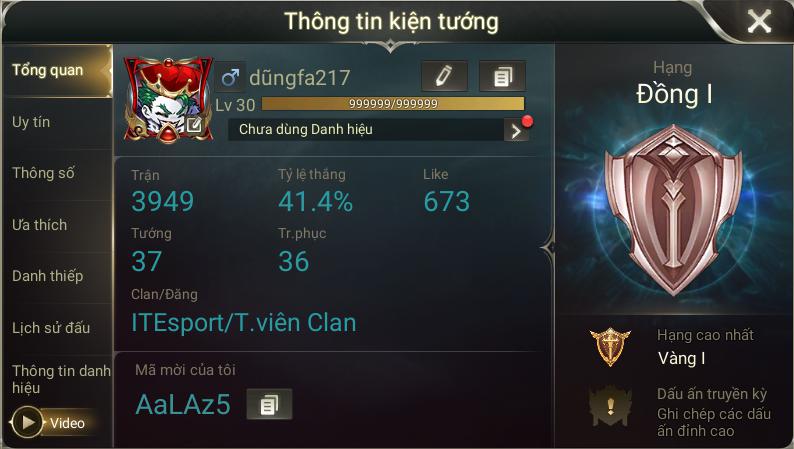 Thông tin kiện tướng
Tổng quan
Uy tín
Thông số
Ưa thích
Danh thiếp
Lịch sử đấu
Thông tin danh
hiệu
Video
dũngfa217
Lv 30
999999/999999
Chưa dùng Danh hiệu
Trận
Tỷ lệ thắng
Like
3949
41.4%
673
Tướng
Tr.phục
37
36
Clan/Đăng
ITEsport/T.viên Clan
Mã mời của tôi
AaLAz5
Hạng
Đồng I
Hạng cao nhất
Vàng I
Dấu ấn truyền kỳ
Ghi chép các dấu
ấn đỉnh cao